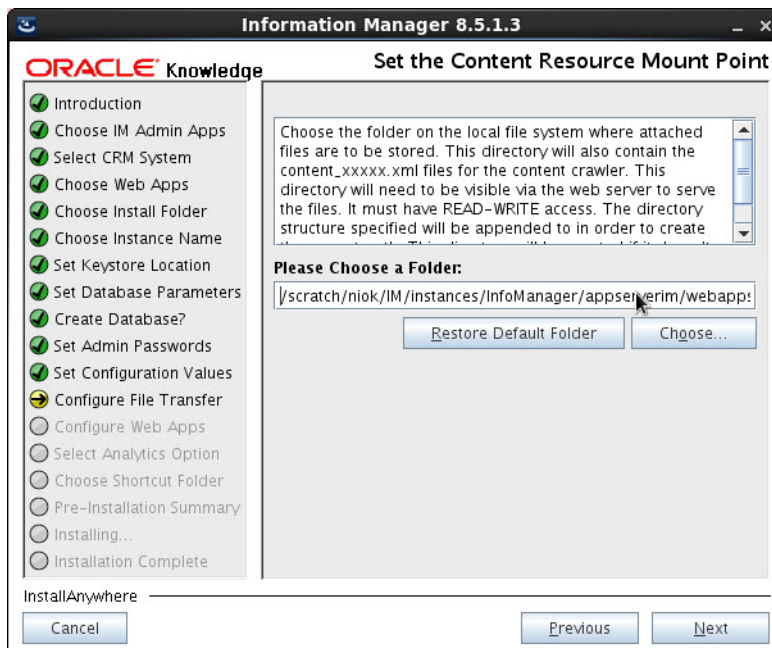 Information Manager 8.5.1.3
ORACLE Knowledge
Set the Content Resource Mount Point
Introduction
Choose IM Admin Apps
Select CRM System
Choose Web Apps
Choose Install Folder
Choose Instance Name
Set Keystore Location
Set Database Parameters
Create Database?
Set Admin Passwords
Set Configuration Values
Configure File Transfer
Configure Web Apps
Select Analytics Option
Choose Shortcut Folder
Pre-Installation Summary
Installing...
Installation Complete
Choose the folder on the local file system where attached
files are to be stored. This directory will also contain the
content_xxxxx.xml files for the content crawler. This
directory will need to be visible via the web server to serve
the files. It must have READ-WRITE access. The directory
structure specified will be appended to in order to create
Please Choose a Folder:
/scratch/niok/IM/instances/InfoManager/appserverim/webapps
Restore Default Folder
Choose...
InstallAnywhere
Cancel
Previous
Next